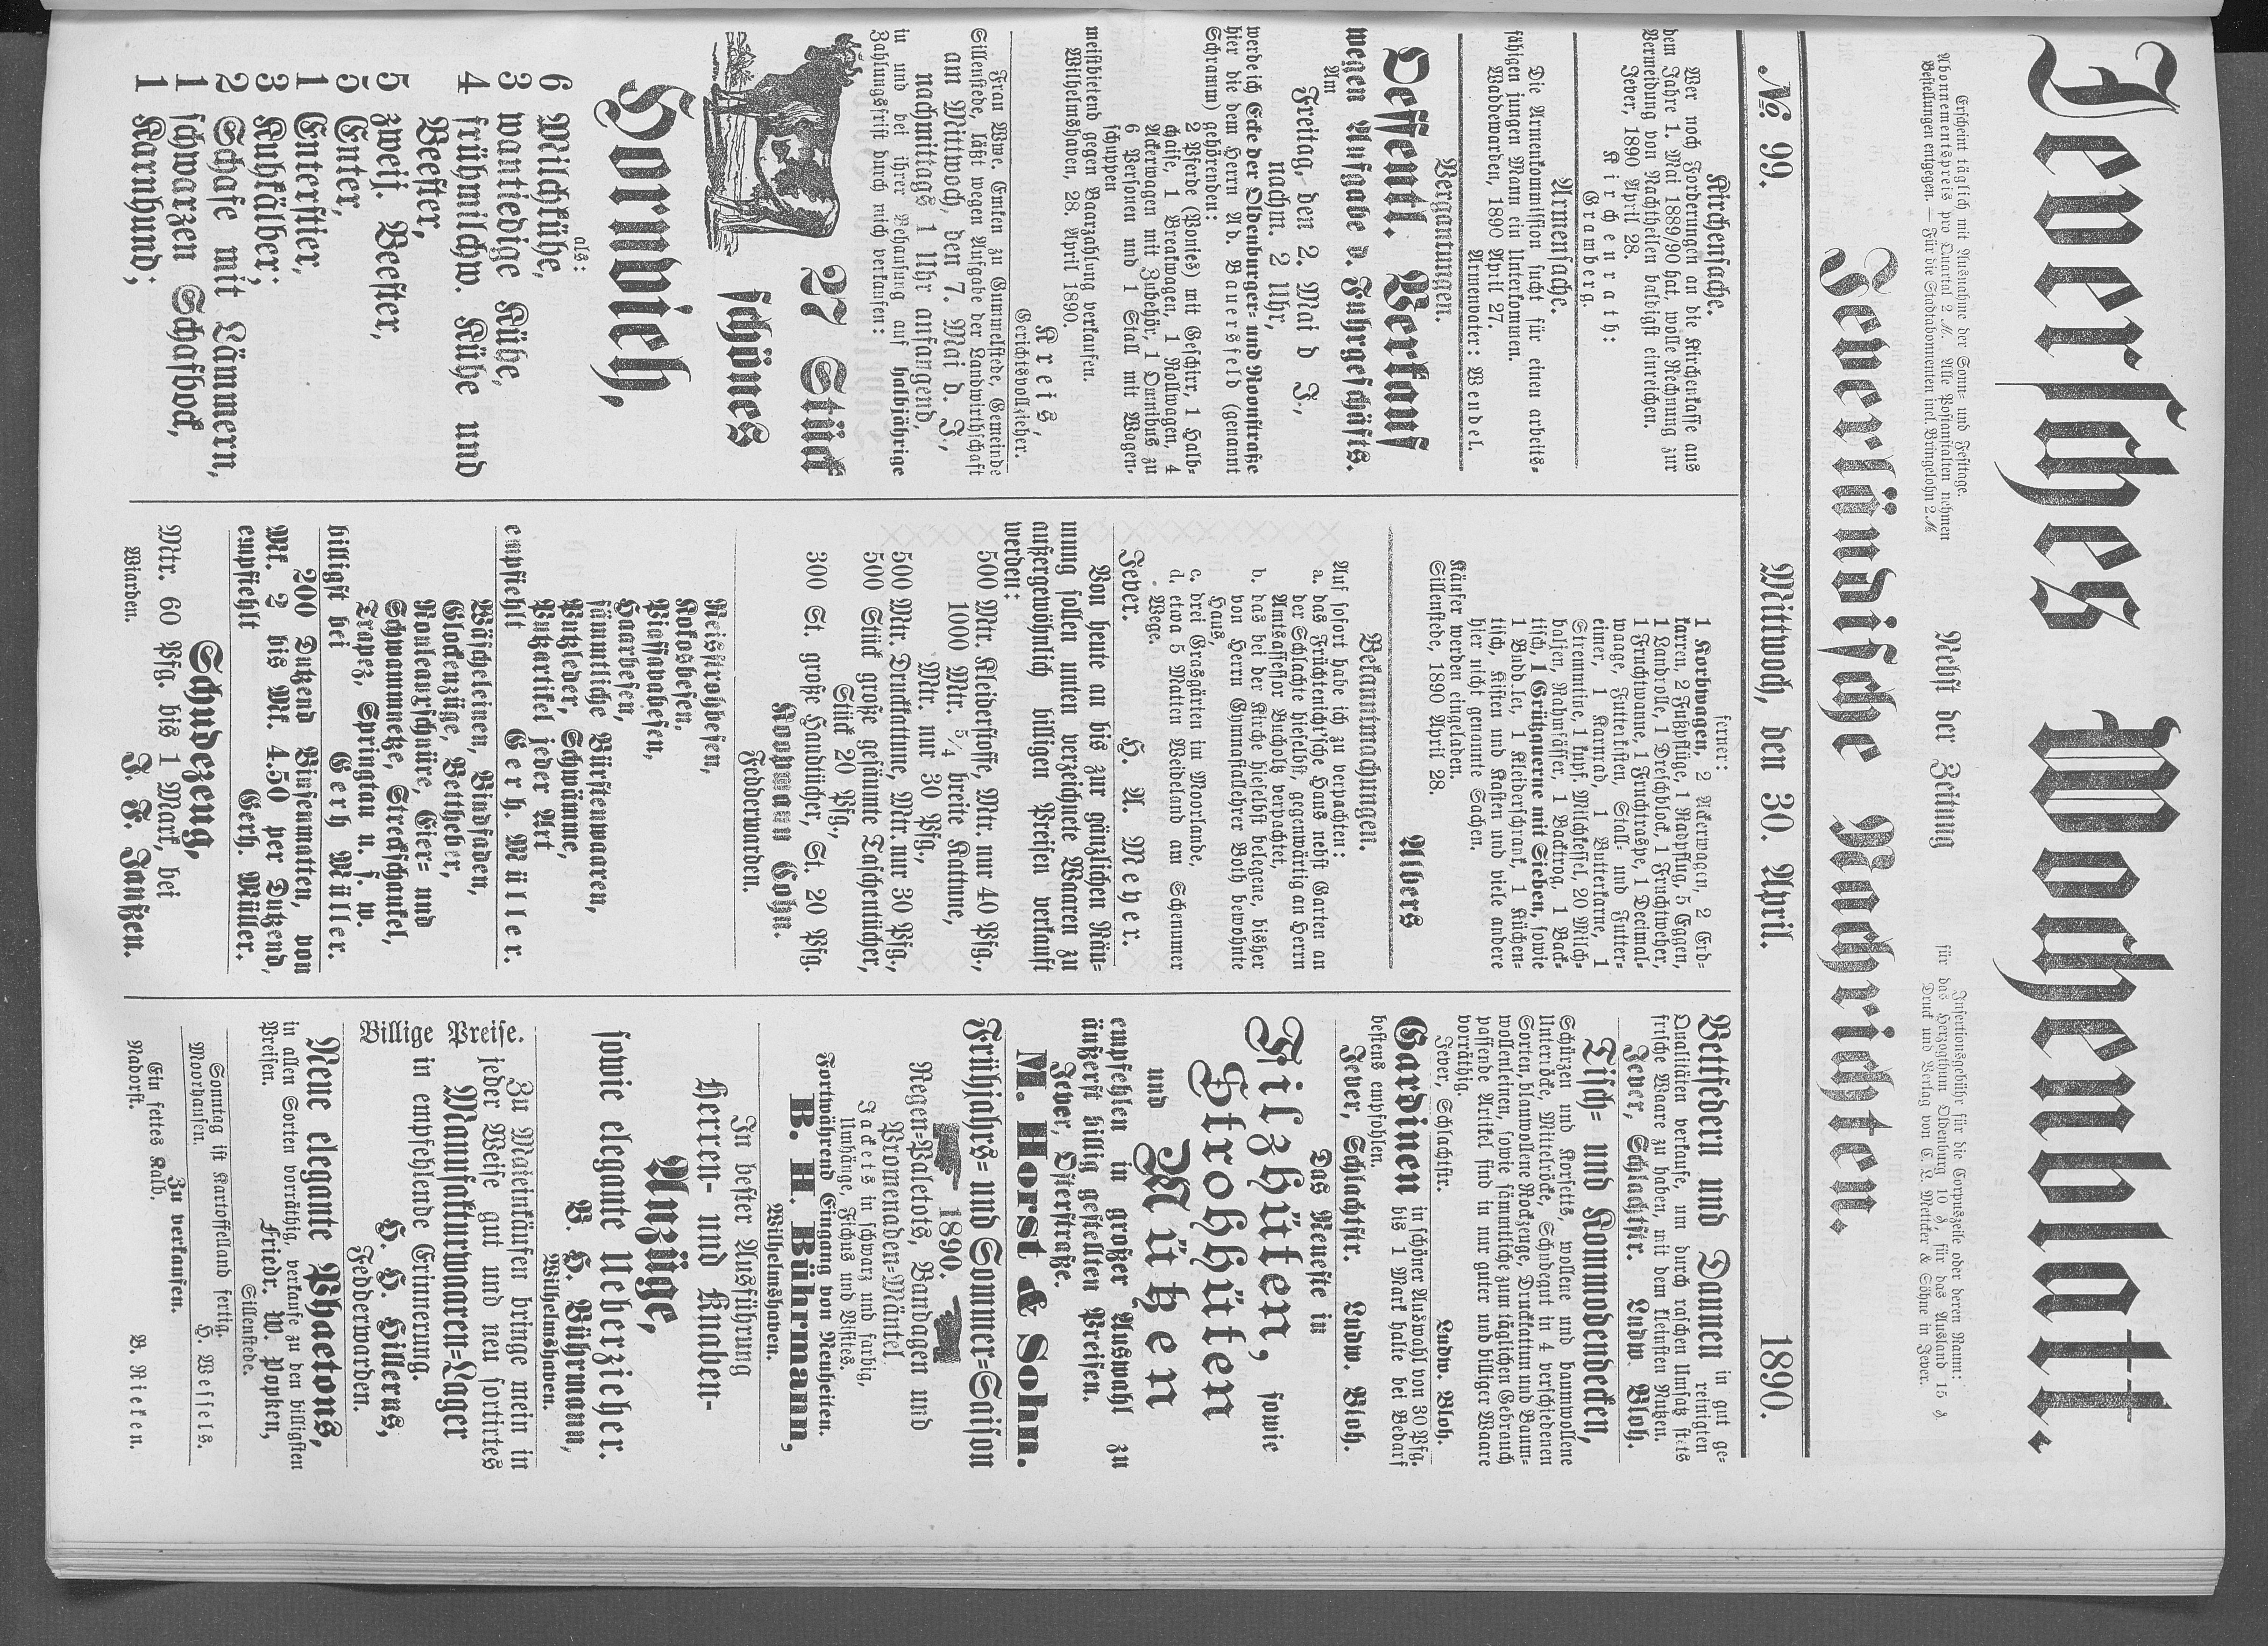 Jeversches Wochenblatt.
Erscheint täglich mit Ausnahme der Sonn- und Festtage.
Abonnementspreis pro Quartal 2 M. Alle Postanstalten nehmen
Bestellungen entgegen. — Für die Stadtabonnenten incl. Bringelohn 2 M.
Nebst der Zeitung
Insertionsgebühr für die Corpuszeile oder deren Raum:
für das Herzogthum Oldenburg 10 ₰, für das Ausland 15 ₰.
Druck und Verlag von C. L. Mettcker & Söhne in Jever.
Jeverländische Nachrichten.
№ 99. Mittwoch, den 30. April. 1890.
Kirchensache.
Wer noch Forderungen an die Kirchenkasse aus
dem Jahre 1. Mai 1889/90 hat, wolle Rechnung zur
Vermeidung von Nachtheilen baldigst einreichen.
Jever, 1890 April 28.
Kirchenrath:
Gramberg.
Armensache.
Die Armenkommission sucht für einen arbeits-
fähigen jungen Mann ein Unterkommen.
Waddewarden, 1890 April 27.
Armenvater: Wendel.
Vergantungen.
Oeffentl. Verkauf
wegen Aufgabe d. Fuhrgeschäfts.
Am
Freitag, den 2. Mai d J.,
nachm. 2 Uhr,
werde ich Ecke der Oldenburger- und Roonstraße
hier die dem Herrn Ad. Bauersfeld (genannt
Schramm) gehörenden:
2 Pferde (Ponies) mit Geschirr, 1 Halb-
chaise, 1 Breakwagen, 1 Rollwagen, 4
Ackerwagen mit Zubehör, 1 Omnibus zu
6 Personen und 1 Stall mit Wagen-
schuppen
meistbietend gegen Baarzahlung verkaufen.
Wilhelmshaven, 28. April 1890.
Kreis,
Gerichtsvollzieher.
Frau Wwe. Emken zu Gummelstede, Gemeinde
Sillenstede, läßt wegen Aufgabe der Landwirthschaft
am Mittwoch, den 7. Mai d. J.,
nachmittags 1 Uhr anfangend,
in und bei ihrer Behausung auf halbjährige
Zahlungsfrist durch mich verkaufen:
27 Stück
schönes
Hornvieh,
als:
6 Milchkühe,
3 wantiedige Kühe,
4 frühmilchw. Kühe und
Beester,
5 zweij. Beester,
5 Enter,
1 Enterstier,
3 Kuhkälber;
2 Schafe mit Lämmern,
1 schwarzen Schafbock,
1 Karnhund;
ferner:
1 Korbwagen, 2 Ackerwagen, 2 Erd-
karren, 2 Fußpflüge, 1 Radpflug, 5 Eggen,
1 Landrolle, 1 Dreschblock, 1 Fruchtweher,
1 Fruchtwanne, 1 Fruchtraspe, 1 Decimal-
waage, Futterkisten, Stall- und Futter-
eimer, 1 Karnrad, 1 Butterkarne, 1
Stremmtine, 1 kupf. Milchkessel, 20 Milch-
baljen, Rahmfässer, 1 Backtrog, 1 Back-
tisch, 1 Grützquerne mit Sieben, sowie
1 Budd.lei, 1 Kleiderschrank, 1 Küchen-
tisch, Kisten und Kasten und viele andere
hier nicht genannte Sachen.
Käufer werden eingeladen.
Sillenstede, 1890 April 28.
Albers
Bekanntmachungen.
Auf sofort habe ich zu verpachten:
a. das Früchtenicht'sche Haus nebst Garten an
der Schlachte hieselbst, gegenwärtig an Herrn
Amtsassessor Bucholtz verpachtet,
b. das bei der Kirche hieselbst belegene, bisher
von Herrn Gymnasiallehrer Voth bewohnte
Haus,
c. drei Grasgärten im Moorlande,
d. etwa 5 Matten Weideland am Schenumer
Wege.
Jever. H. A. Meyer.
Von heute an bis zur gänzlichen Räu-
mung sollen unten verzeichnete Waaren zu
außergewöhnlich billigen Preisen verkauft
werden:
500 Mtr. Kleiderstoffe, Mtr. nur 40 Pfg.,
1000 Mtr. 5/4 breite Kattune,
Mtr. nur 30 Pfg.,
500 Mtr. Druckkattune, Mtr. nur 30 Pfg.,
500 Stück große gesäumte Taschentücher,
Stück 20 Pfg.,
300 St. große Handtücher, St. 20 Pfg.
Koopmann Cohn.
Fedderwarden.
Reisstrohbesen,
Kokosbesen,
Piassavabesen,
Haarbesen,
sämmtliche Bürstenwaaren,
Putzleder, Schwämme,
Putzartikel jeder Art
empfiehlt Gerh. Müller.
Wäscheleinen, Bindfaden,
Glockenzüge, Bettheber,
Rouleauxschnüre, Eier- und
Schwammnetze, Streckschaukel,
Trapez, Springtau u. s. w.
billigst bei Gerh Müller.
200 Dutzend Binsenmatten, von
Mk. 2 bis Mk. 4.50 per Dutzend,
empfiehlt Gerh. Müller.
Schudezeug,
Mtr. 60 Pfg. bis 1 Mark, bei
Wiarden. J. F. Janßen.
Bettfedern und Daunen in gut ge-
reinigten
Qualitäten verkaufe, um durch raschen Umsatz stets
frische Waare zu haben, mit dem kleinsten Nutzen.
Jever, Schlachtstr. Ludw Bloh.
Tisch- und Kommodendecken,
Schürzen und Korsetts, wollene und baumwollene
Unterröcke, Mittelröcke, Schudegut in 4 verschiedenen
Sorten, blauwollene Rockzeuge, Druckkattun und Baum-
wollenleinen, sowie sämmtliche zum täglichen Gebrauch
passende Artikel sind in nur guter und billiger Waare
vorräthig.
Jever, Schlachtstr. Ludw. Bloh.
Gardinen in schöner Auswahl von 30 Pfg.
bis 1 Mark halte bei Bedarf
bestens empfohlen.
Jever, Schlachtstr. Ludw. Bloh.
Das Neueste in
Filzhüten, sowie
Strohhüten
und Mützen
empfehlen in großer Auswahl zu
äußerst billig gestellten Preisen.
Jever, Osterstraße.
M. Horst & Sohn.
Frühjahrs- und Sommer-Saison
1890.
Regen-Paletots, Bandagen und
Promenaden-Mäntel
Jackets in schwarz und farbig,
Umhänge, Fichus und Visites.
Fortwährend Eingang von Neuheiten.
B. H. Bührmann,
Wilhelmshaven.
In bester Ausführung
Herren- und Knaben-
Anzüge,
sowie elegante Ueberzieher.
B. H. Bührmann,
Wilhelmshaven.
Billige Preise.
Zu Maieinkäufen bringe mein in
jeder Weise gut und neu sortirtes
Manufakturwaaren-Lager
in empfehlende Erinnerung.
H. H. Hillerns,
Fedderwarden.
Neue elegante Phaetons,
in allen Sorten vorräthig, verkaufe zu den billigsten
Preisen. Friedr. W. Popken,
Sillenstede.
Sonntag ist Kartoffelland fertig.
Moorhausen. H. Wessels.
Zu verkaufen.
Ein fettes Kalb.
Nadorst. B. Rieken.